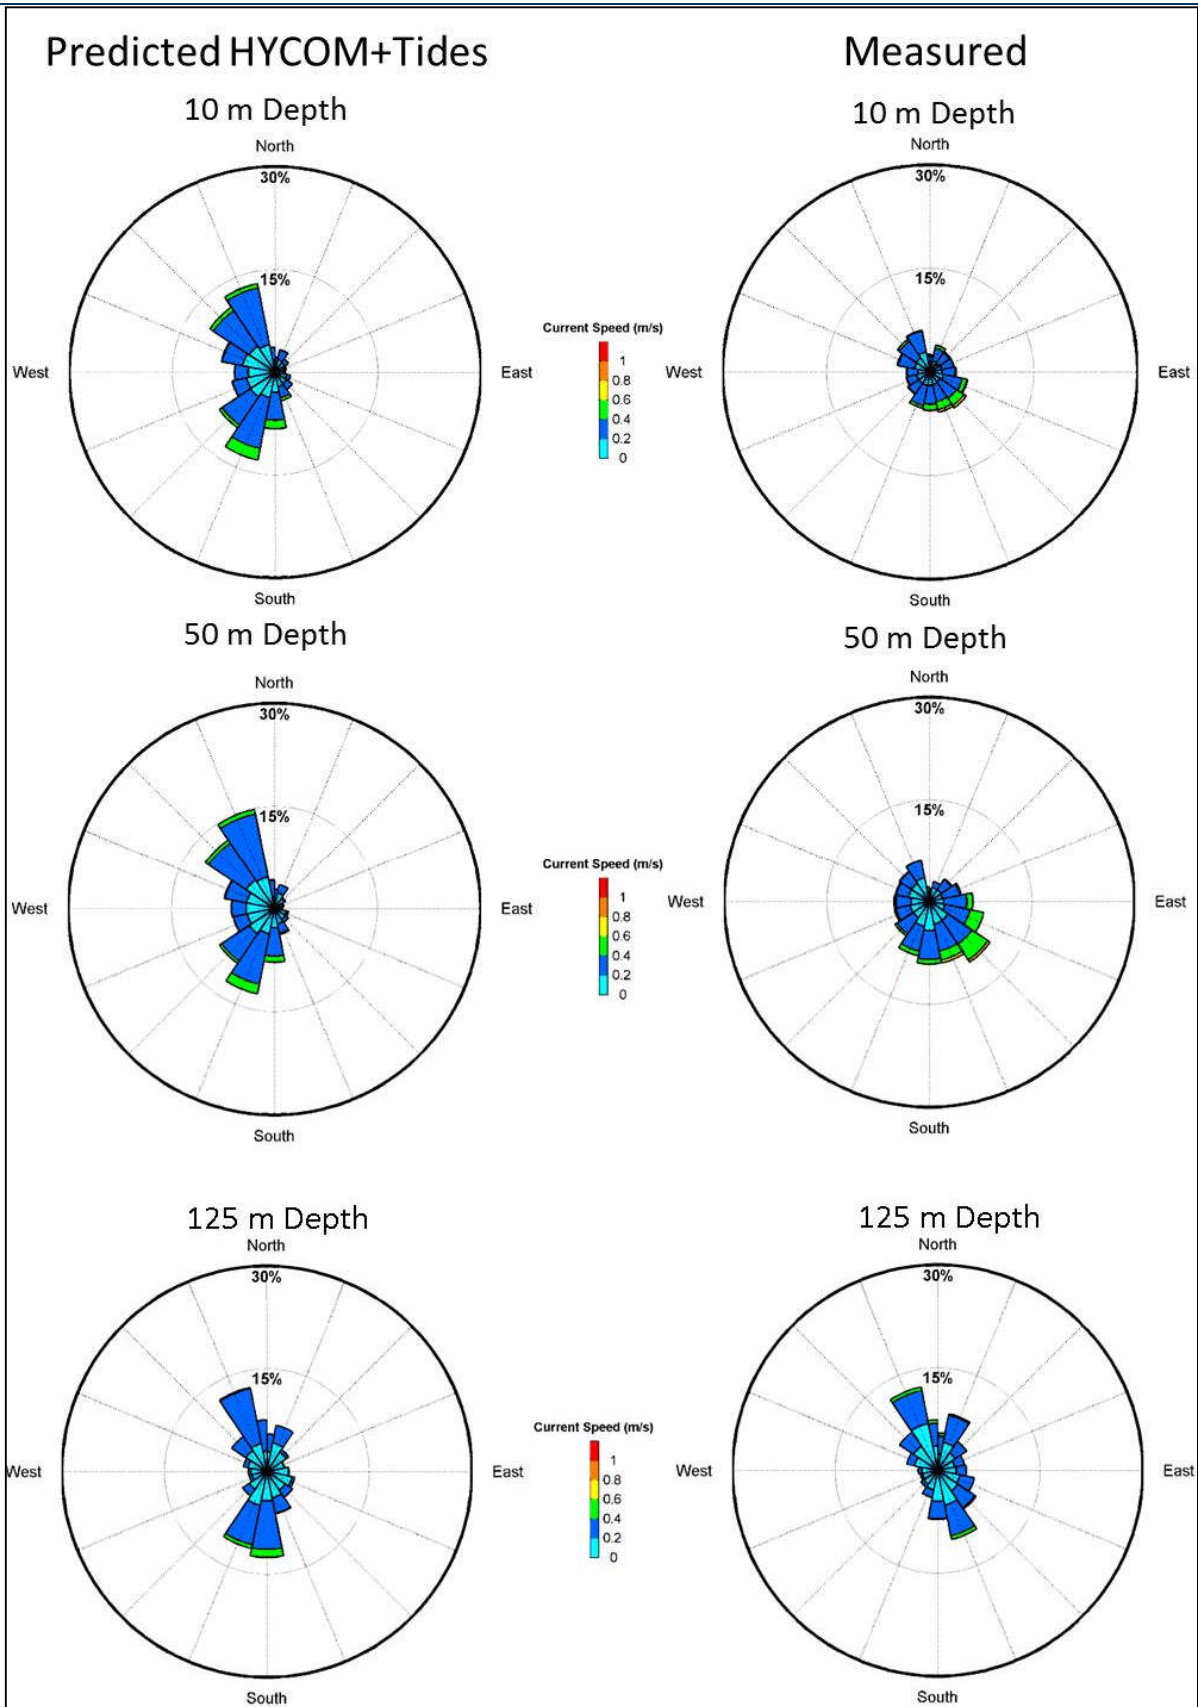 Predicted HYCOM+Tides
Measured
10 m Depth
10 m Depth
North
North
30%
30%
15%
15%
Current Speed (m/s)
1
0.8
0.6
0.4
0.2
0
West
East
West
East
South
South
50 m Depth
50 m Depth
North
North
30%
30%
15%
15%
Current Speed (m/s)
1
0.8
0.6
0.4
0.2
0
West
East
West
East
South
South
125 m Depth
125 m Depth
North
North
30%
30%
15%
15%
Current Speed (m/s)
1
0.8
0.6
0.4
0.2
0
West
East
West
East
South
South